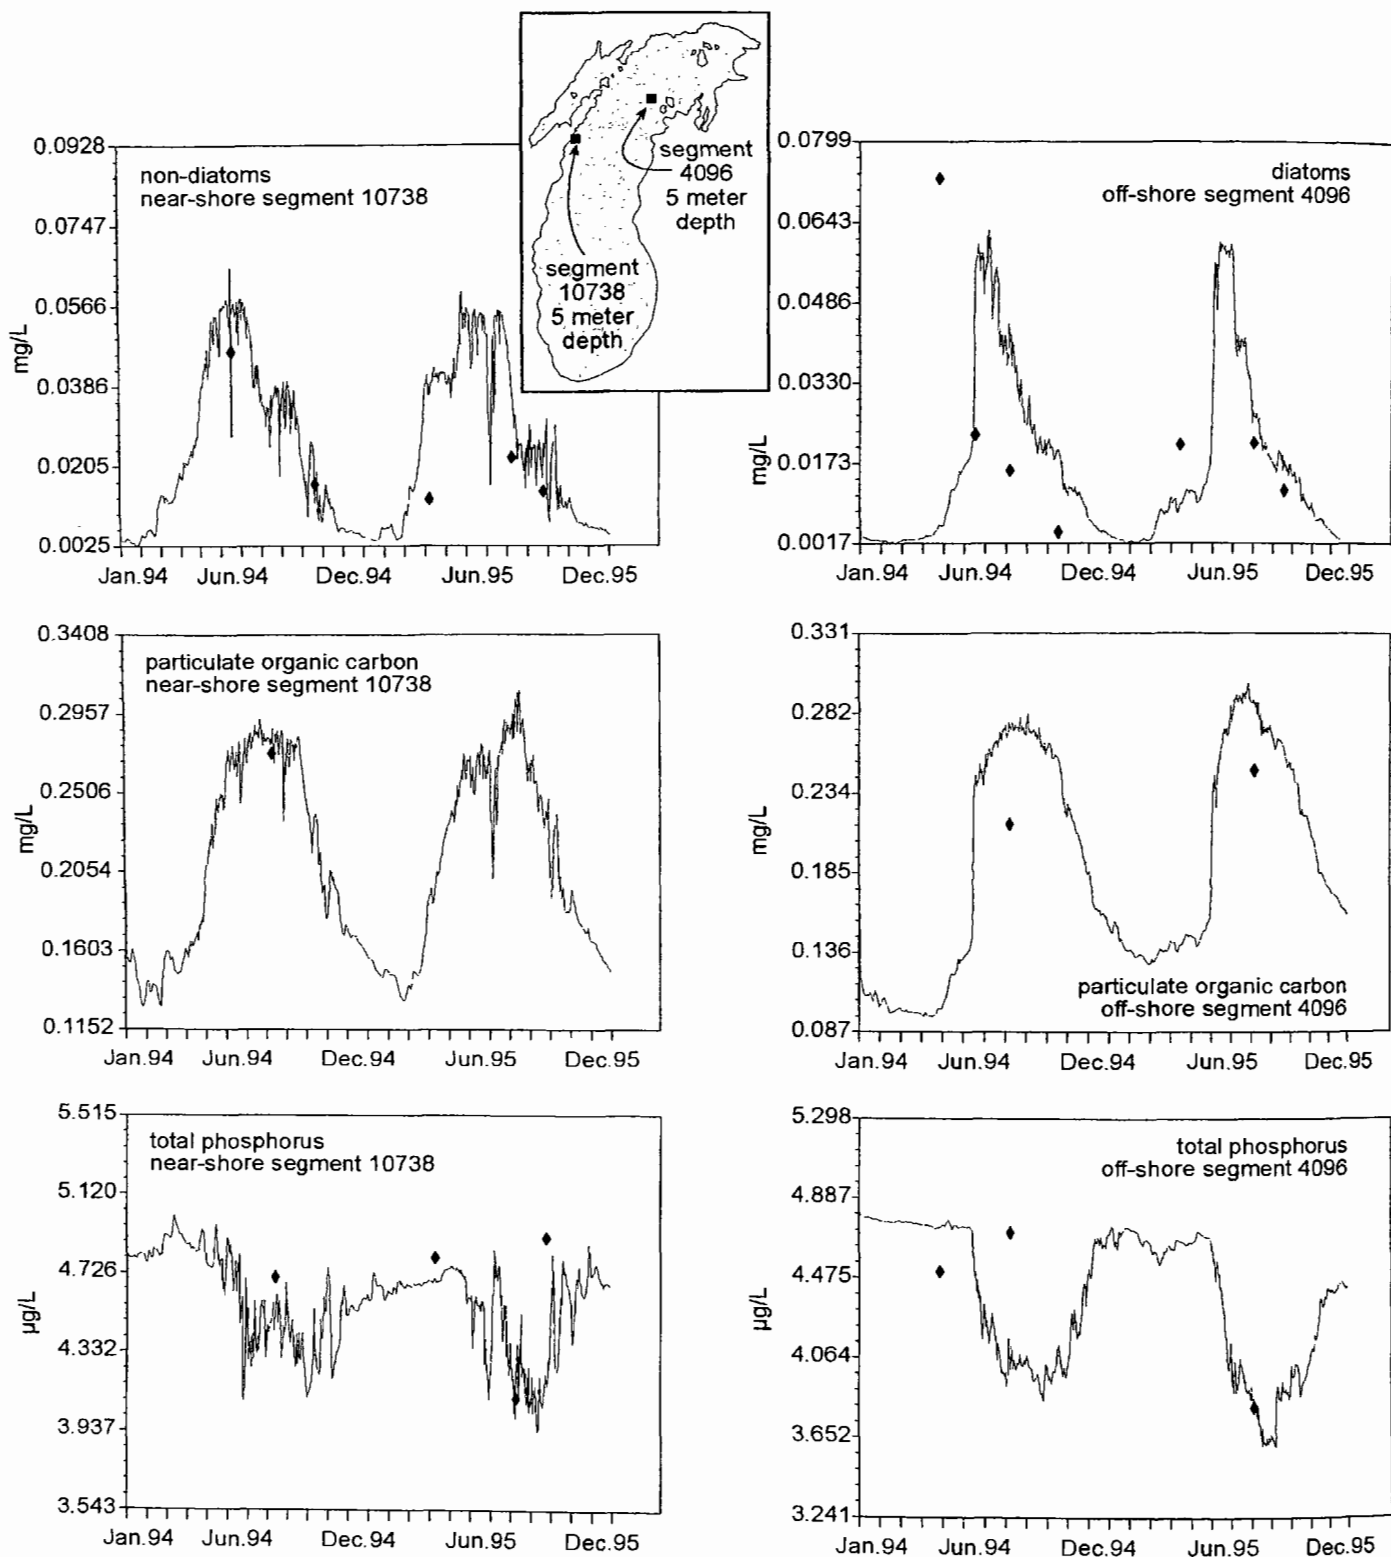 segment
4096
5 meter
depth
segment
10738
5 meter
depth
0.0928
0.0747
0.0566
0.0386
0.0205
0.0025
mg/L
non-diatoms
near-shore segment 10738
Jan.94 Jun.94 Dec.94 Jun.95 Dec.95
0.0799
0.0643
0.0486
0.0330
0.0173
0.0017
mg/L
diatoms
off-shore segment 4096
Jan.94 Jun.94 Dec.94 Jun.95 Dec.95
0.3408
0.2957
0.2506
0.2054
0.1603
0.1152
mg/L
particulate organic carbon
near-shore segment 10738
Jan.94 Jun.94 Dec.94 Jun.95 Dec.95
0.331
0.282
0.234
0.185
0.136
0.087
mg/L
particulate organic carbon
off-shore segment 4096
Jan.94 Jun.94 Dec.94 Jun.95 Dec.95
5.515
5.120
4.726
4.332
3.937
3.543
µg/L
total phosphorus
near-shore segment 10738
Jan.94 Jun.94 Dec.94 Jun.95 Dec.95
5.298
4.887
4.475
4.064
3.652
3.241
µg/L
total phosphorus
off-shore segment 4096
Jan.94 Jun.94 Dec.94 Jun.95 Dec.95